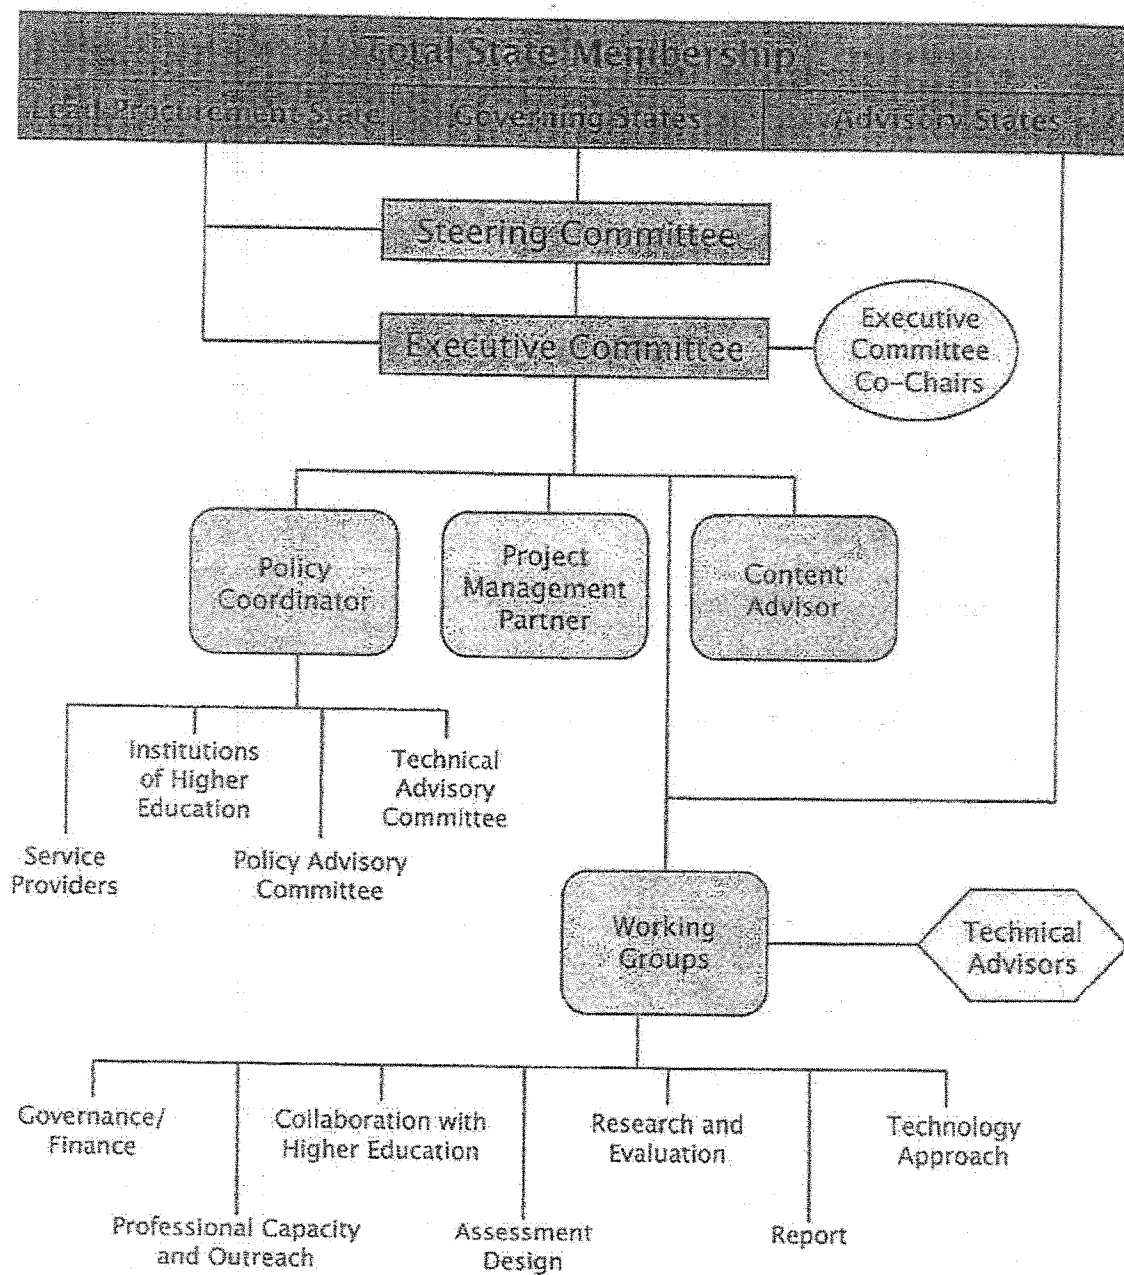 Total State Membership
Lead Procurement State
Governing States
Advisory States
Steering Committee
Executive Committee
Executive
Committee
Co-Chairs
Policy
Coordinator
Project
Management
Partner
Content
Advisor
Institutions
of Higher
Education
Technical
Advisory
Committee
Service
Providers
Policy Advisory
Committee
Working
Groups
Technical
Advisors
Governance/
Finance
Collaboration with
Higher Education
Research and
Evaluation
Technology
Approach
Professional Capacity
and Outreach
Assessment
Design
Report